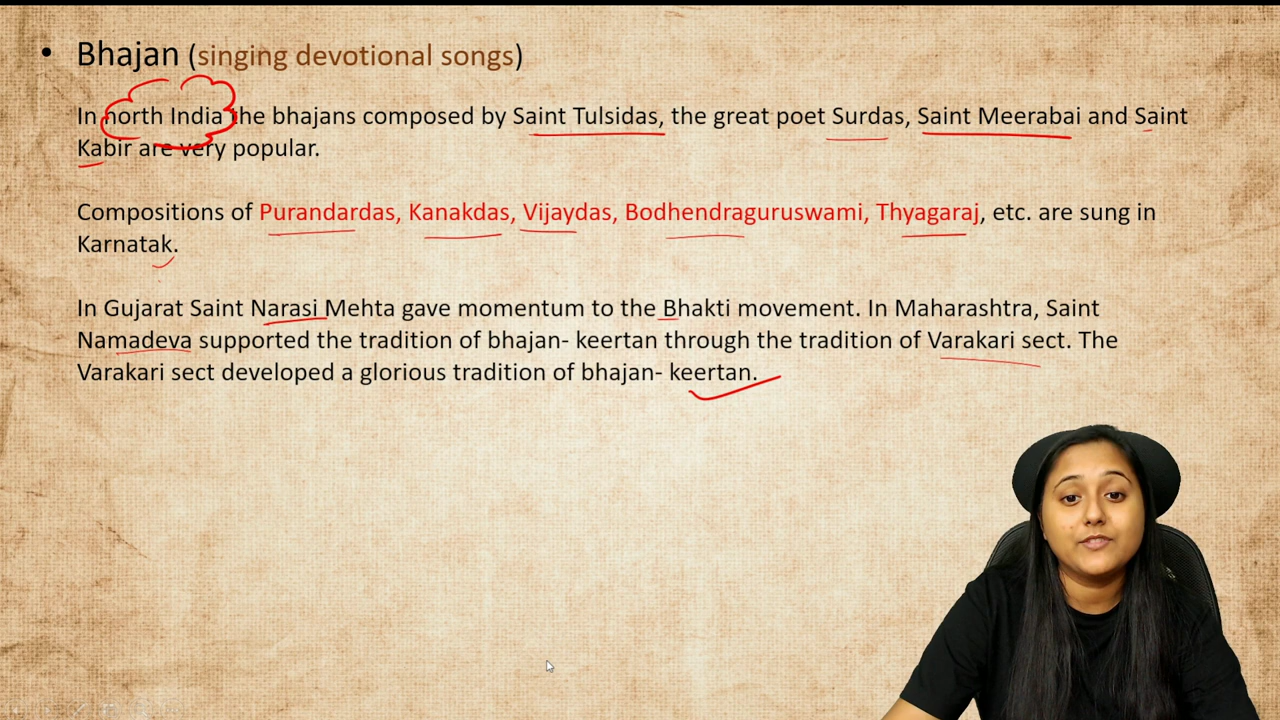 • Bhajan (singing devotional songs)
In north India the bhajans composed by Saint Tulsidas, the great poet Surdas, Saint Meerabai and Saint
Kabir are very popular.
Compositions of Purandardas, Kanakdas, Vijaydas, Bodhendraguruswami, Thyagaraj, etc. are sung in
Karnatak.
In Gujarat Saint Narasi Mehta gave momentum to the Bhakti movement. In Maharashtra, Saint
Namadeva supported the tradition of bhajan- keertan through the tradition of Varakari sect. The
Varakari sect developed a glorious tradition of bhajan- keertan.